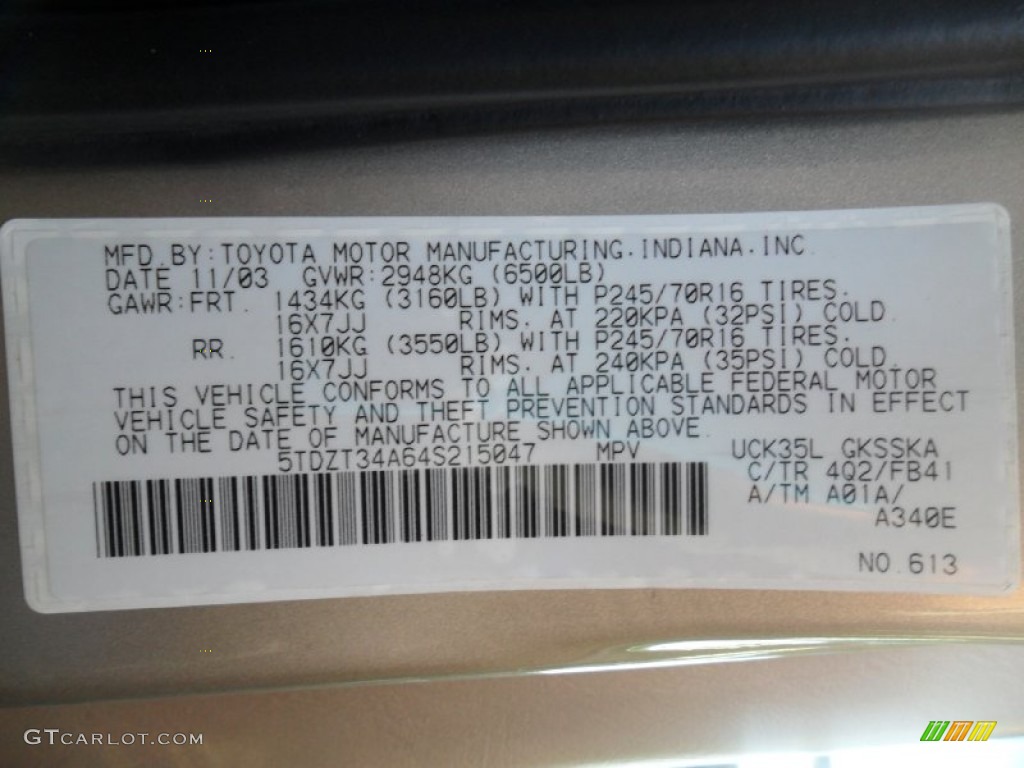 MFD.BY:TOYOTA MOTOR MANUFACTURING.INDIANA.INC.
DATE 11/03 GVWR:2948KG (6500LB)
GAWR:FRT. 1434KG (3160LB) WITH P245/70R16 TIRES.
16X7JJ RIMS. AT 220KPA (32PSI) COLD.
RR. 1610KG (3550LB) WITH P245/70R16 TIRES.
16X7JJ RIMS. AT 240KPA (35PSI) COLD.
THIS VEHICLE CONFORMS TO ALL APPLICABLE FEDERAL MOTOR
VEHICLE SAFETY AND THEFT PREVENTION STANDARDS IN EFFECT
ON THE DATE OF MANUFACTURE SHOWN ABOVE.
5TDZT34A64S215047 MPV UCK35L GKSSKA
C/TR 4Q2/FB41
A/TM A01A/
A340E
NO.613
GTCARLOT.COM